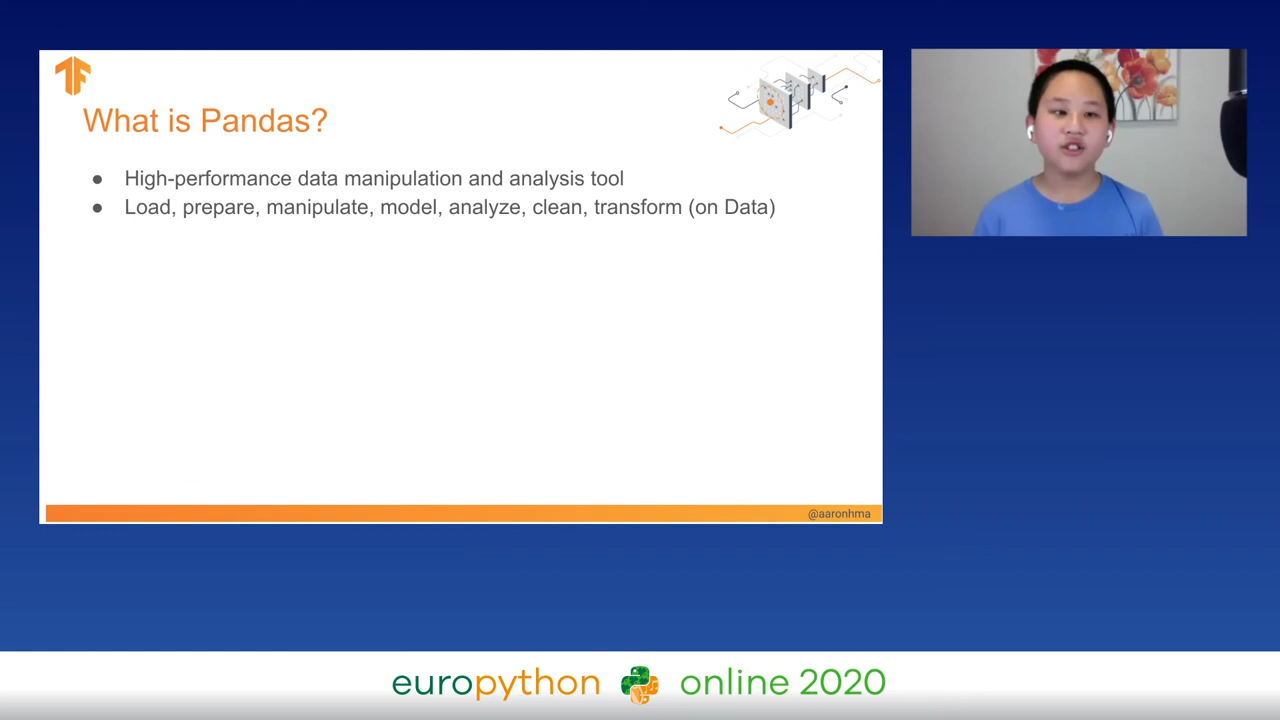 What is Pandas?
● High-performance data manipulation and analysis tool
● Load, prepare, manipulate, model, analyze, clean, transform (on Data)
@aaronhma
europython online 2020